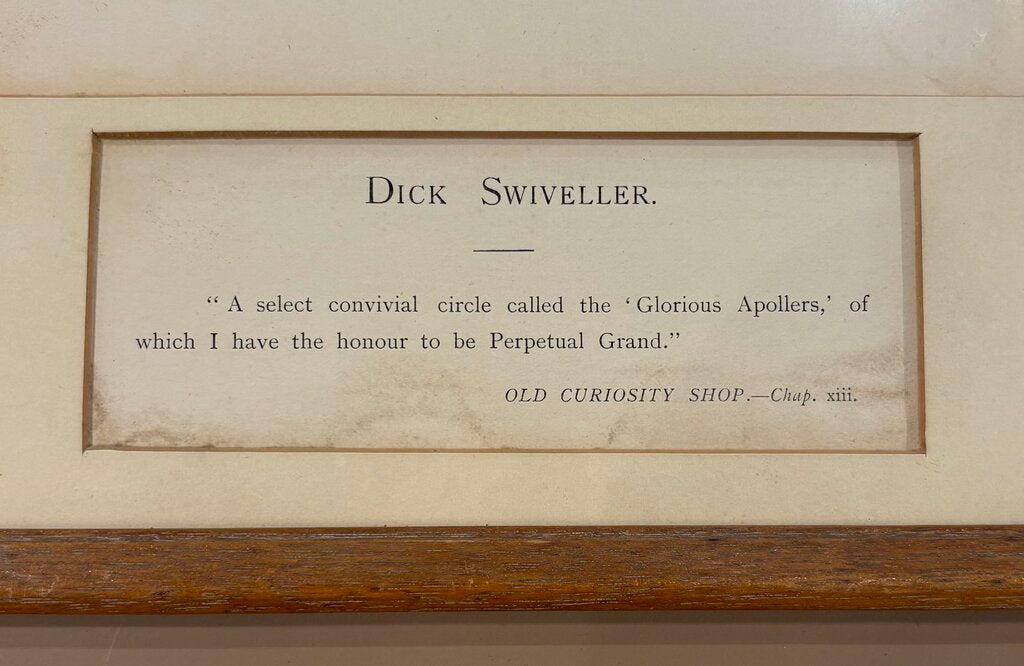 DICK SWIVELLER.
“ A select convivial circle called the ‘Glorious Apollers,’ of
which I have the honour to be Perpetual Grand.”
OLD CURIOSITY SHOP.—Chap. xiii.